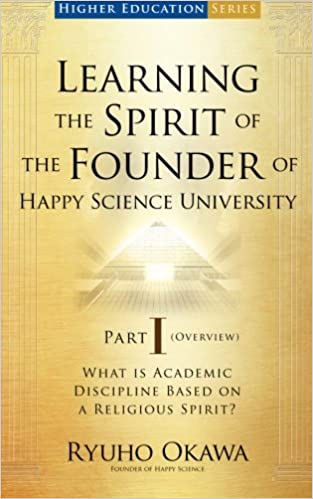 Higher Education Series
Learning
the Spirit of
the Founder of
Happy Science University
Part I (Overview)
What is Academic
Discipline Based on
a Religious Spirit?
Ryuho Okawa
Founder of Happy Science